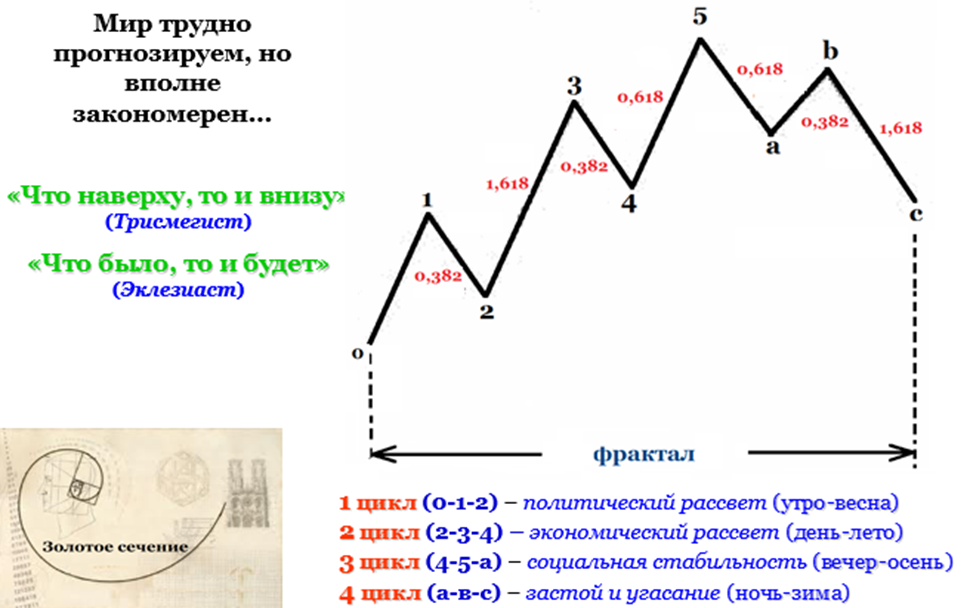 Мир трудно
прогнозируем, но
вполне
закономерен...
«Что наверху, то и внизу»
(Трисмегист)
«Что было, то и будет»
(Эклезиаст)
Золотое сечение
0
1
2
3
4
5
a
b
c
0,382
1,618
0,382
0,618
0,618
0,382
1,618
фрактал
1 цикл (0-1-2) – политический рассвет (утро-весна)
2 цикл (2-3-4) – экономический рассвет (день-лето)
3 цикл (4-5-а) – социальная стабильность (вечер-осень)
4 цикл (а-в-с) – застой и угасание (ночь-зима)